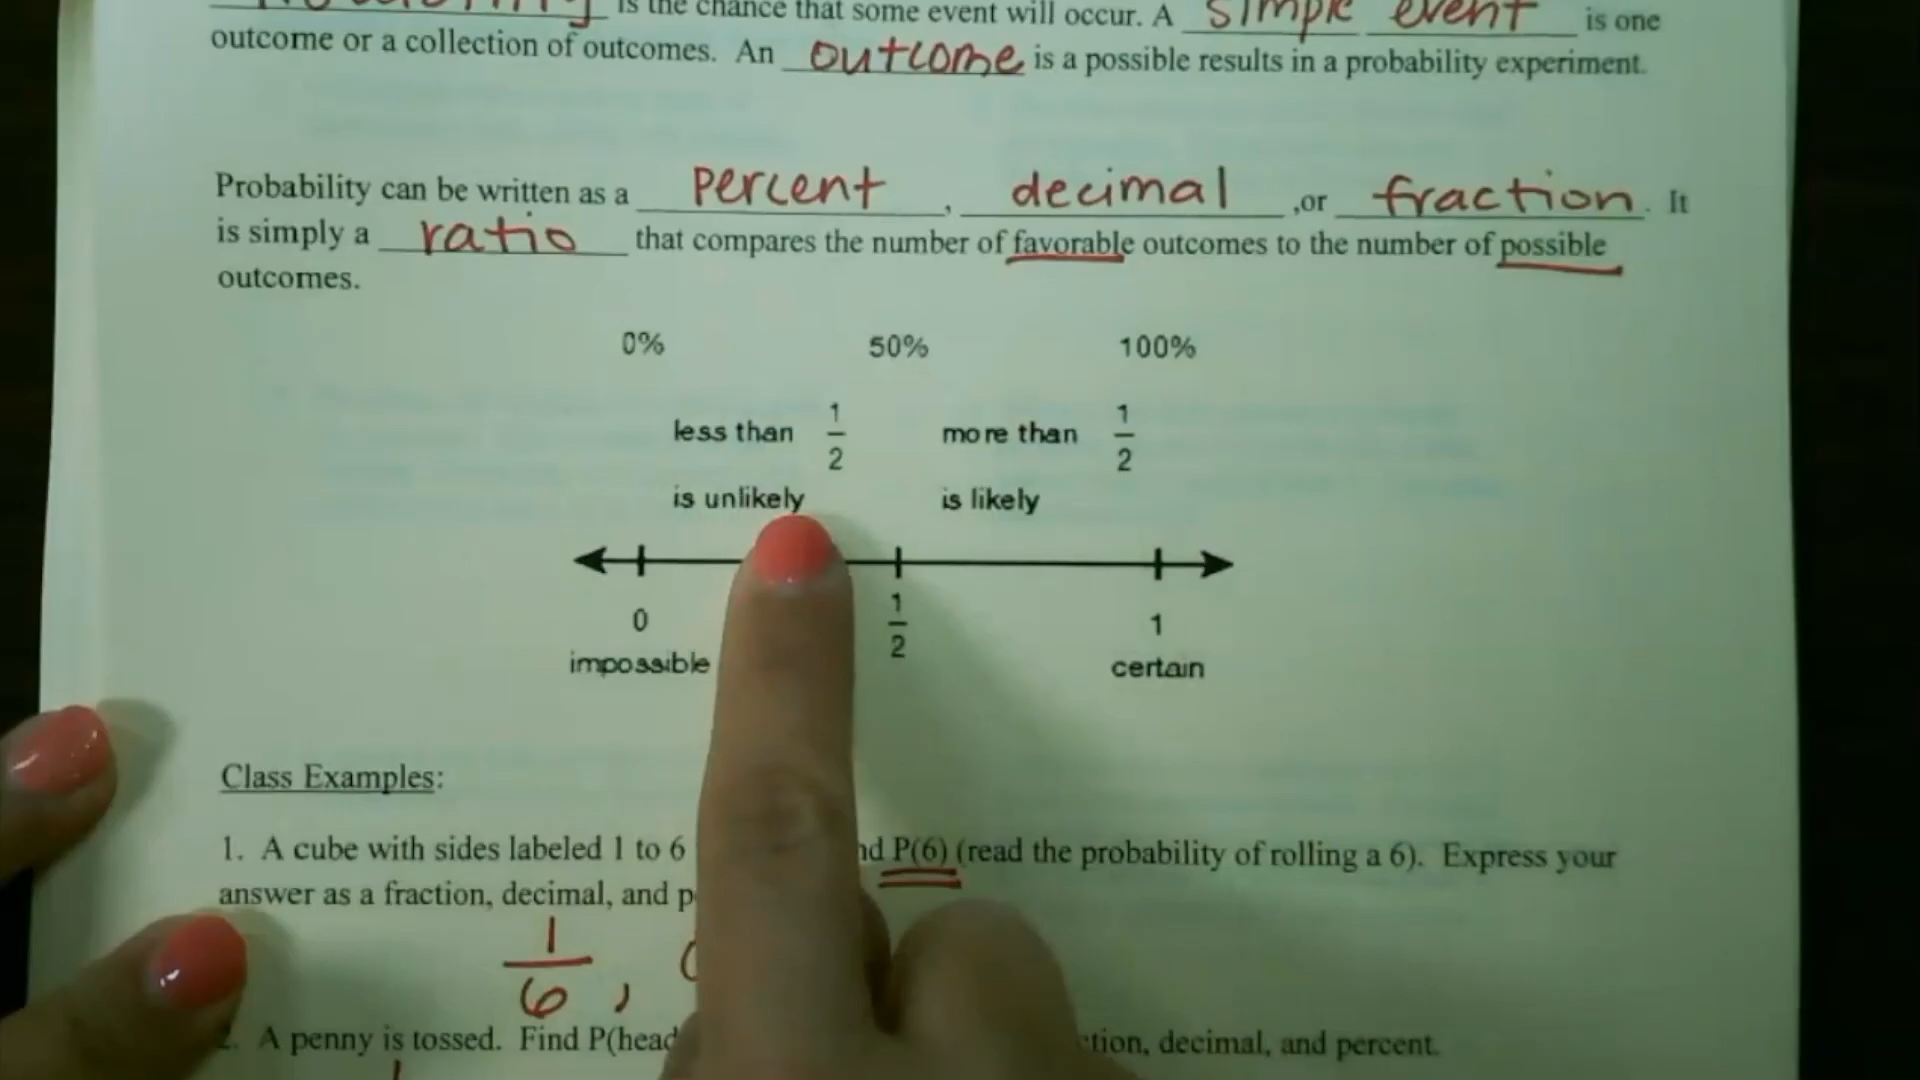 is the chance that some event will occur. A simple event is one
outcome or a collection of outcomes. An outcome is a possible results in a probability experiment.
Probability can be written as a percent, decimal ,or fraction. It
is simply a ratio that compares the number of favorable outcomes to the number of possible
outcomes.
0% 50% 100%
less than 1/2 more than 1/2
is unlikely is likely
0 1/2 1
impossible certain
Class Examples:
1. A cube with sides labeled 1 to 6 P(6) (read the probability of rolling a 6). Express your
answer as a fraction, decimal, and
1/6 ,
A penny is tossed. Find decimal, and percent.